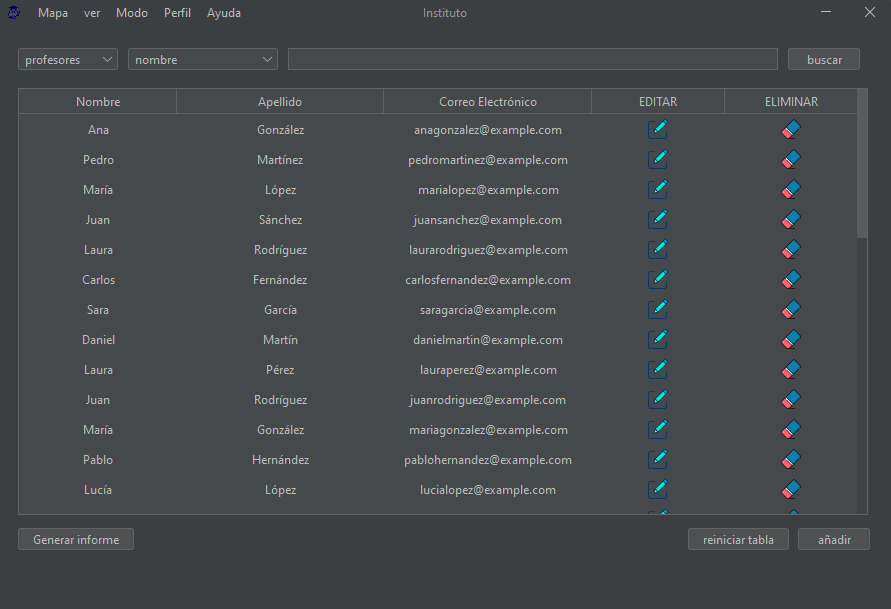 Mapa ver Modo Perfil Ayuda Instituto
profesores nombre buscar
Nombre Apellido Correo Electrónico EDITAR ELIMINAR
Ana González anagonzalez@example.com
Pedro Martínez pedromartinez@example.com
María López marialopez@example.com
Juan Sánchez juansanchez@example.com
Laura Rodríguez laurarodriguez@example.com
Carlos Fernández carlosfernandez@example.com
Sara García saragarcia@example.com
Daniel Martín danielmartin@example.com
Laura Pérez lauraperez@example.com
Juan Rodríguez juanrodriguez@example.com
María González mariagonzalez@example.com
Pablo Hernández pablohernandez@example.com
Lucía López lucialopez@example.com
Generar informe reiniciar tabla añadir